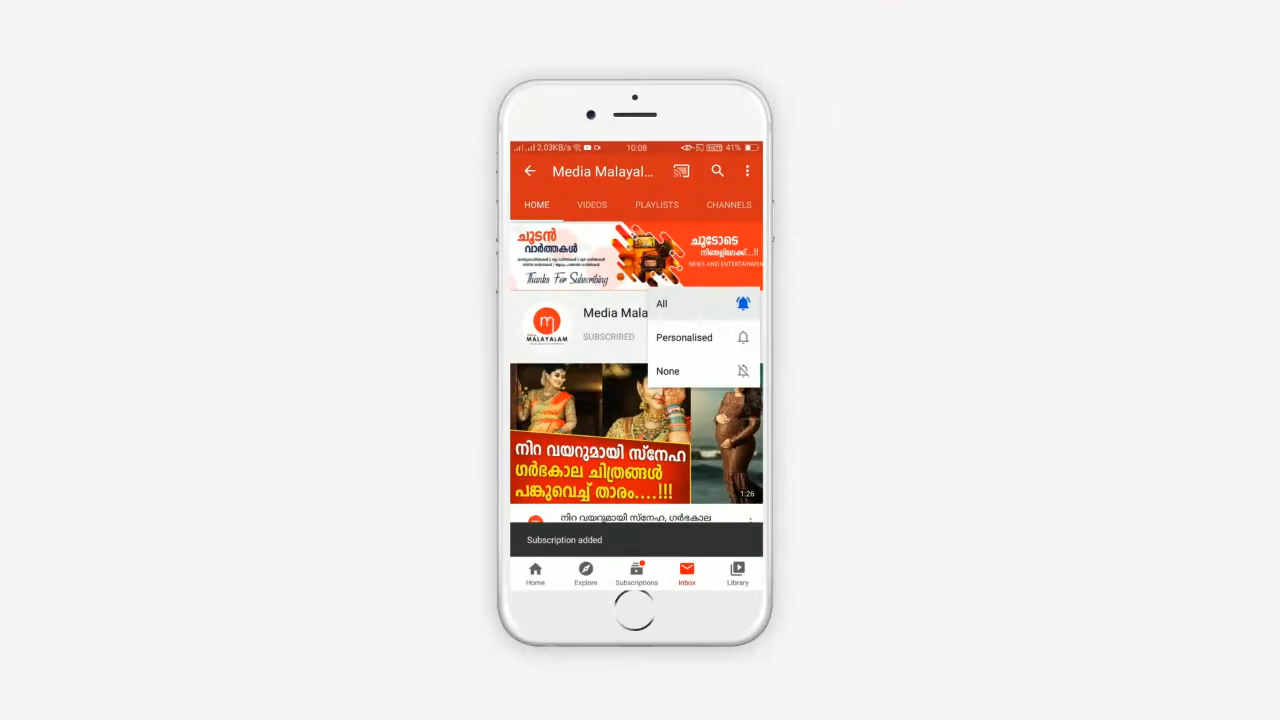 2.03KB/s 10:08 41%
Media Malayal...
HOME VIDEOS PLAYLISTS CHANNELS
ചൂടൻ
വാർത്തകൾ
Thanks For Subscribing
ചൂടോടെ
നിങ്ങളിലേക്ക്...!!
NEWS AND ENTERTAINMEN
All
Media Mala
MALAYALAM
SUBSCRIBED
Personalised
None
നിറ വയറുമായി സ്നേഹ
ഗർഭകാല ചിത്രങ്ങൾ
പങ്കുവെച്ച് താരം....!!!
1:26
നിറ വയറുമായി സ്നേഹ, ഗർഭകാല
Subscription added
Home Explore Subscriptions Inbox Library